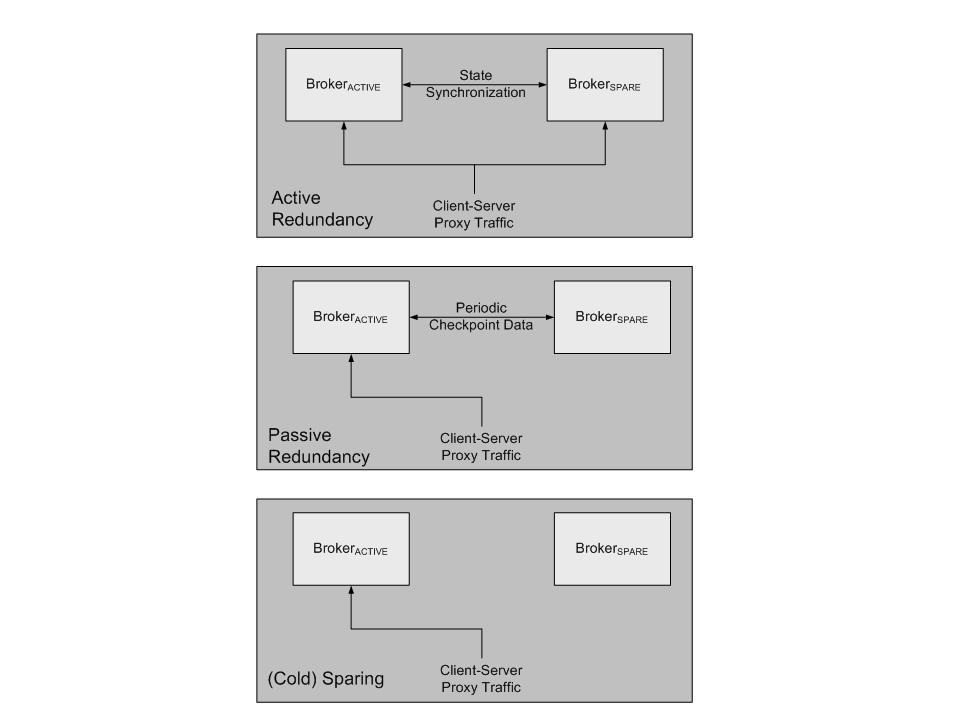 BrokerACTIVE
State
Synchronization
BrokerSPARE
Active
Redundancy
Client-Server
Proxy Traffic
BrokerACTIVE
Periodic
Checkpoint Data
BrokerSPARE
Passive
Redundancy
Client-Server
Proxy Traffic
BrokerACTIVE
BrokerSPARE
(Cold) Sparing
Client-Server
Proxy Traffic